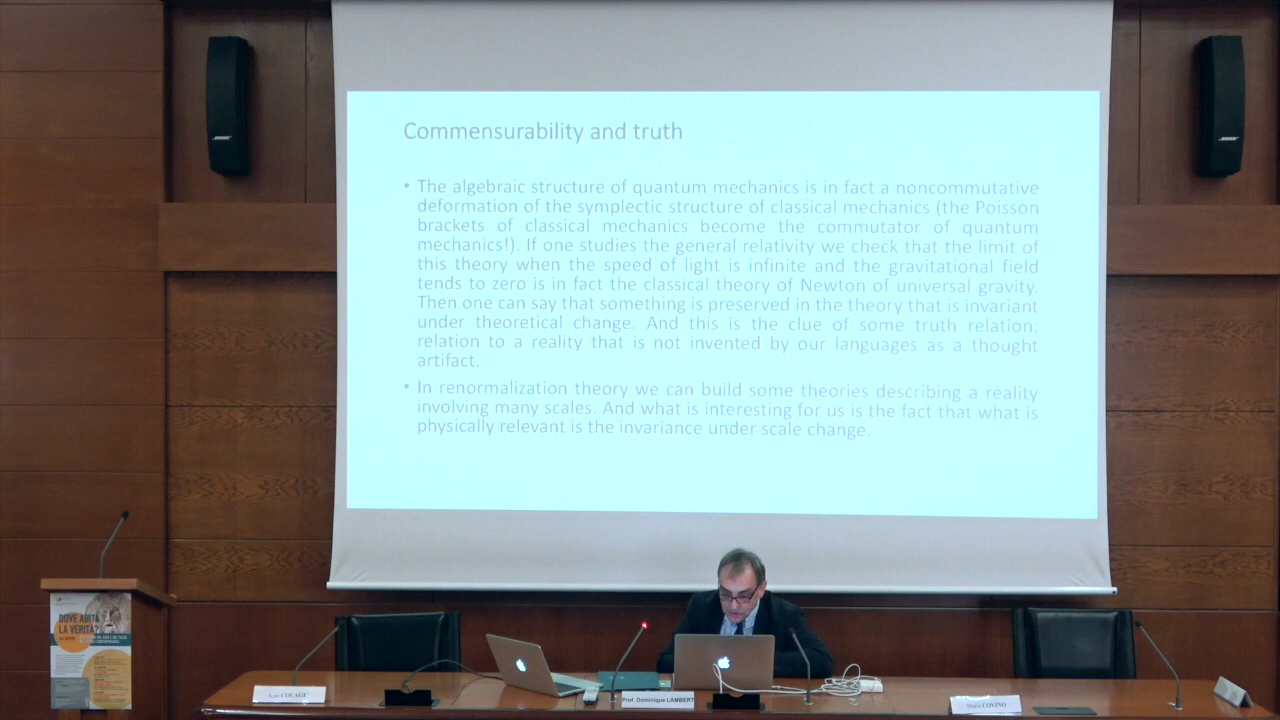 Commensurability and truth
• The algebraic structure of quantum mechanics is in fact a noncommutative
deformation of the symplectic structure of classical mechanics (the Poisson
brackets of classical mechanics become the commutator of quantum
mechanics!). If one studies the general relativity we check that the limit of
this theory when the speed of light is infinite and the gravitational field
tends to zero is in fact the classical theory of Newton of universal gravity.
Then one can say that something is preserved in the theory that is invariant
under theoretical change. And this is the clue of some truth relation:
relation to a reality that is not invented by our languages as a thought
artifact.
• In renormalization theory we can build some theories describing a reality
involving many scales. And what is interesting for us is the fact that what is
physically relevant is the invariance under scale change.
BOSE
BOSE
DOVE ABITA
LA VERITÀ?
Ivan COLAGE'
Prof. Dominique LAMBERT
Maria COVINO